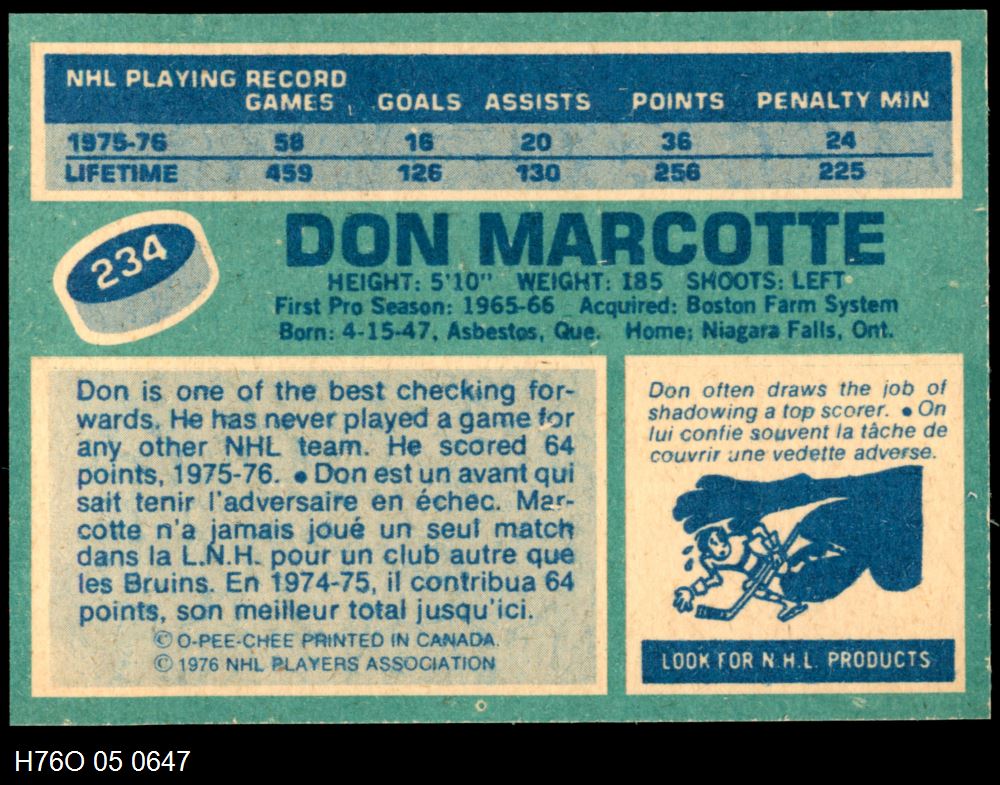 NHL PLAYING RECORD
GAMES GOALS ASSISTS POINTS PENALTY MIN
1975-76 58 16 20 36 24
LIFETIME 459 126 130 256 225
234
DON MARCOTTE
HEIGHT: 5'10" WEIGHT: 185 SHOOTS: LEFT
First Pro Season: 1965-66 Acquired: Boston Farm System
Born: 4-15-47, Asbestos, Que. Home: Niagara Falls, Ont.
Don is one of the best checking for-
wards. He has never played a game for
any other NHL team. He scored 64
points, 1975-76. • Don est un avant qui
sait tenir l'adversaire en échec. Mar-
cotte n'a jamais joué un seul match
dans la L.N.H. pour un club autre que
les Bruins. En 1974-75, il contribua 64
points, son meilleur total jusqu'ici.
© O-PEE-CHEE PRINTED IN CANADA.
© 1976 NHL PLAYERS ASSOCIATION
Don often draws the job of
shadowing a top scorer. • On
lui confie souvent la tâche de
couvrir une vedette adverse.
LOOK FOR N.H.L. PRODUCTS
H76O 05 0647